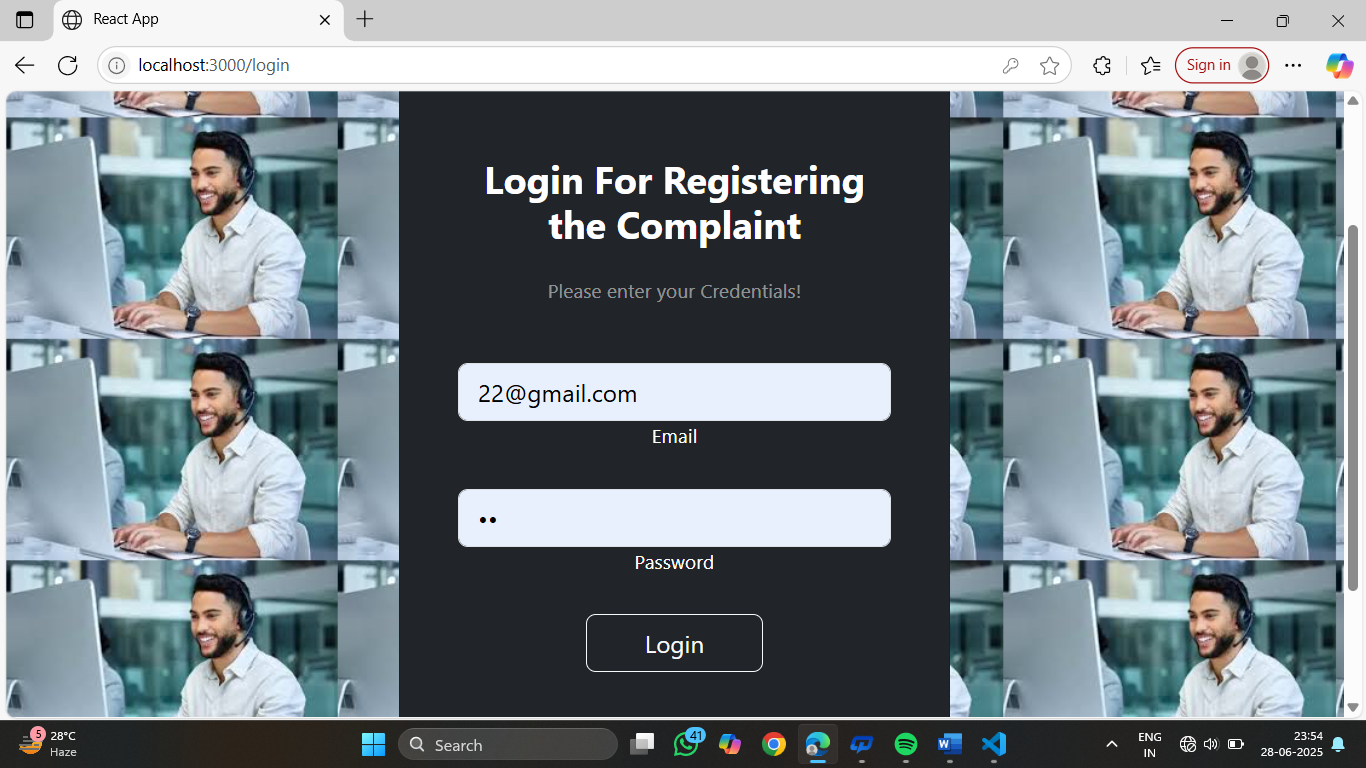 React App
localhost:3000/login
Sign in
Login For Registering
the Complaint
Please enter your Credentials!
22@gmail.com
Email
••
Password
Login
5
28°C
Haze
Search
41
ENG
IN
23:54
28-06-2025